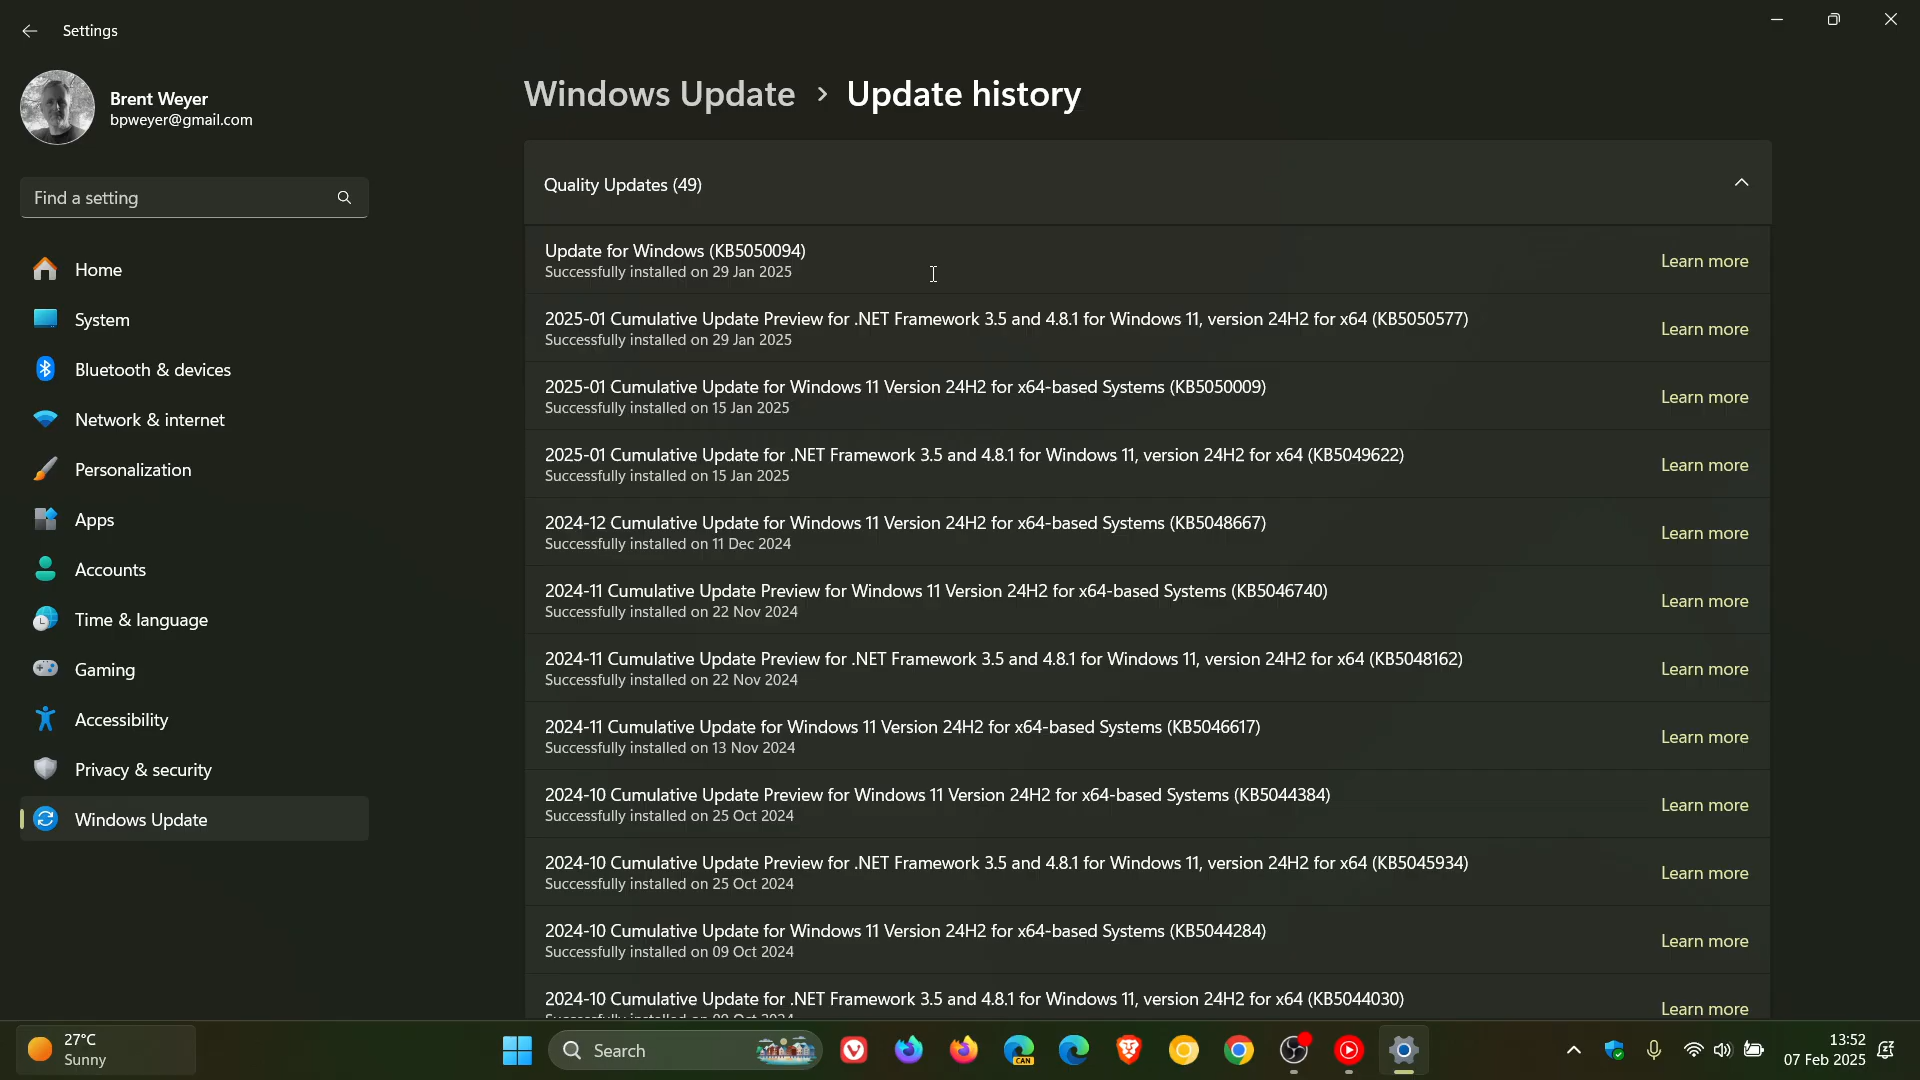 Settings
Brent Weyer
bpweyer@gmail.com
Find a setting
Home
System
Bluetooth & devices
Network & internet
Personalization
Apps
Accounts
Time & language
Gaming
Accessibility
Privacy & security
Windows Update
Windows Update > Update history
Quality Updates (49)
Update for Windows (KB5050094)
Successfully installed on 29 Jan 2025
Learn more
2025-01 Cumulative Update Preview for .NET Framework 3.5 and 4.8.1 for Windows 11, version 24H2 for x64 (KB5050577)
Successfully installed on 29 Jan 2025
Learn more
2025-01 Cumulative Update for Windows 11 Version 24H2 for x64-based Systems (KB5050009)
Successfully installed on 15 Jan 2025
Learn more
2025-01 Cumulative Update for .NET Framework 3.5 and 4.8.1 for Windows 11, version 24H2 for x64 (KB5049622)
Successfully installed on 15 Jan 2025
Learn more
2024-12 Cumulative Update for Windows 11 Version 24H2 for x64-based Systems (KB5048667)
Successfully installed on 11 Dec 2024
Learn more
2024-11 Cumulative Update Preview for Windows 11 Version 24H2 for x64-based Systems (KB5046740)
Successfully installed on 22 Nov 2024
Learn more
2024-11 Cumulative Update Preview for .NET Framework 3.5 and 4.8.1 for Windows 11, version 24H2 for x64 (KB5048162)
Successfully installed on 22 Nov 2024
Learn more
2024-11 Cumulative Update for Windows 11 Version 24H2 for x64-based Systems (KB5046617)
Successfully installed on 13 Nov 2024
Learn more
2024-10 Cumulative Update Preview for Windows 11 Version 24H2 for x64-based Systems (KB5044384)
Successfully installed on 25 Oct 2024
Learn more
2024-10 Cumulative Update Preview for .NET Framework 3.5 and 4.8.1 for Windows 11, version 24H2 for x64 (KB5045934)
Successfully installed on 25 Oct 2024
Learn more
2024-10 Cumulative Update for Windows 11 Version 24H2 for x64-based Systems (KB5044284)
Successfully installed on 09 Oct 2024
Learn more
2024-10 Cumulative Update for .NET Framework 3.5 and 4.8.1 for Windows 11, version 24H2 for x64 (KB5044030)
Successfully installed on 09 Oct 2024
Learn more
27°C
Sunny
Search
CAN
13:52
07 Feb 2025